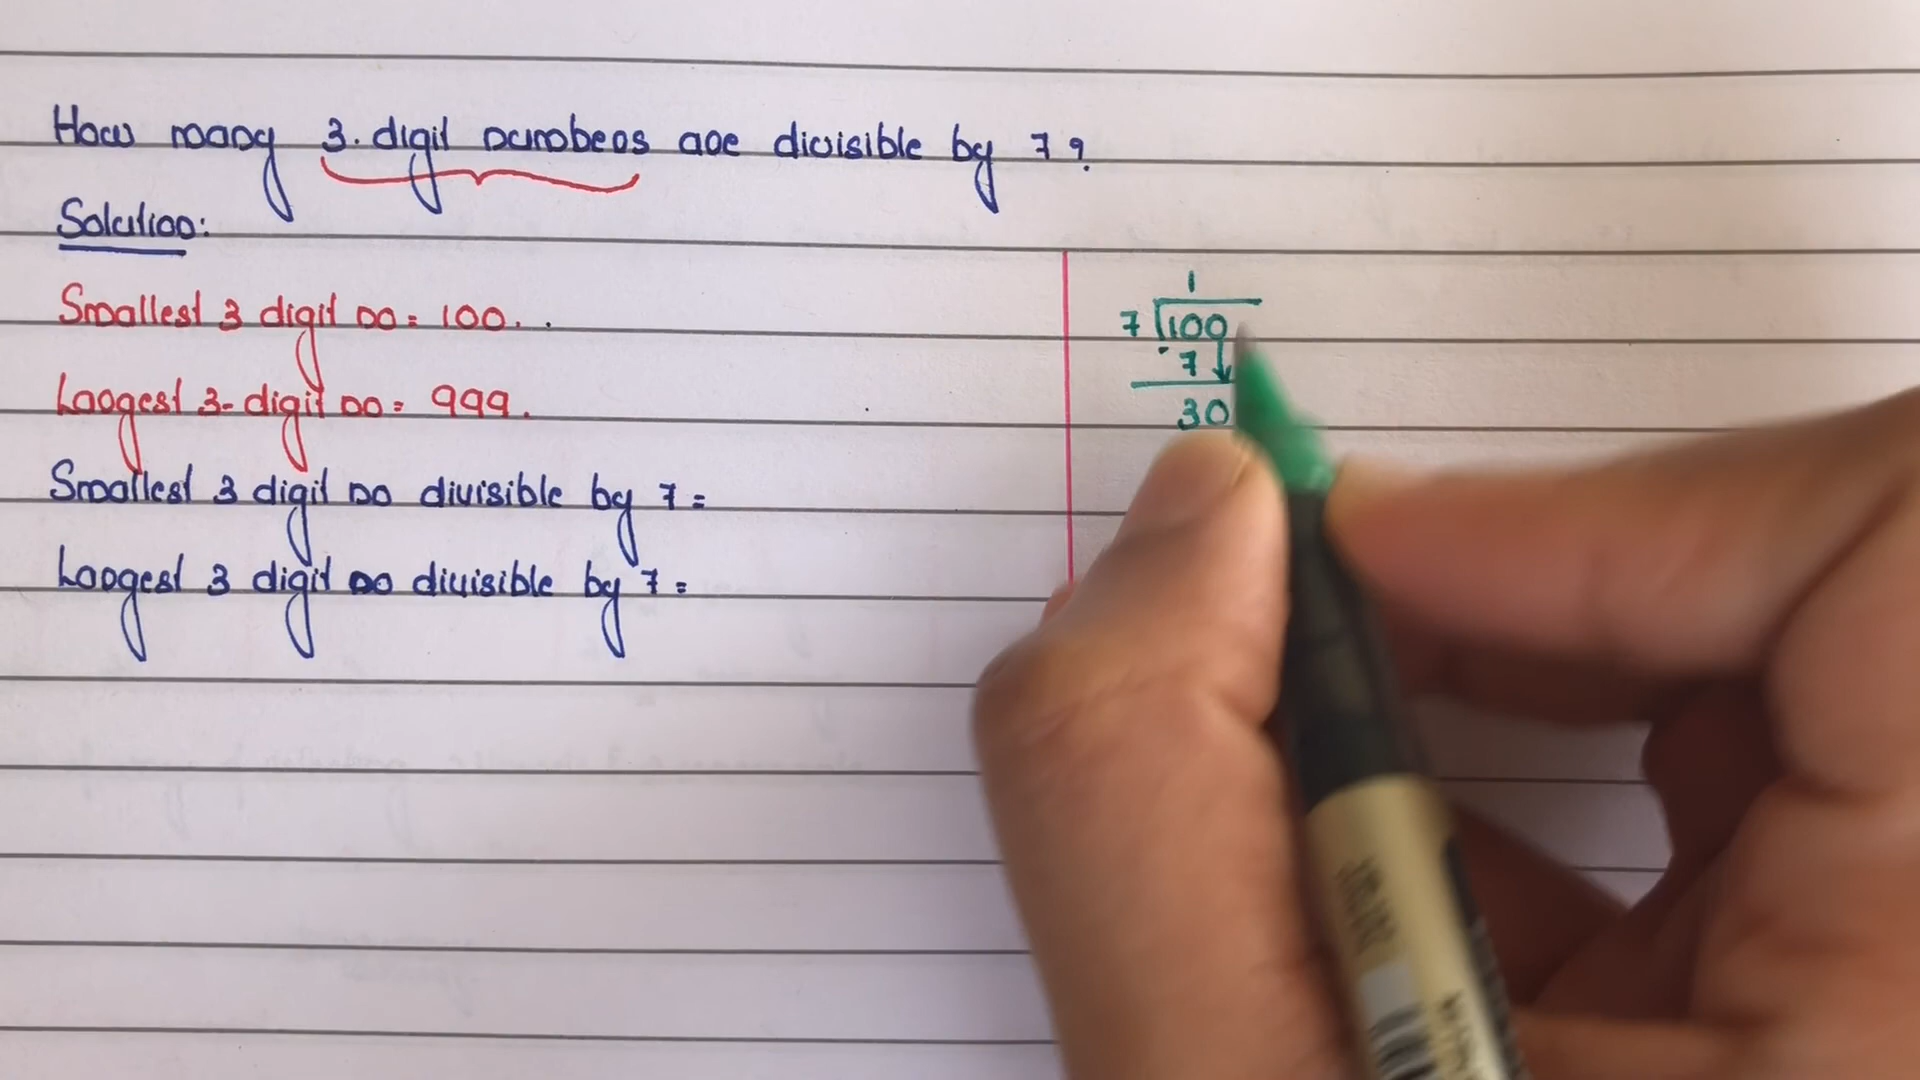 How many 3. digit numbers are divisible by 7?
Solution:
Smallest 3 digit no = 100.
Largest 3-digit no = 999.
Smallest 3 digit no divisible by 7 =
Largest 3 digit no divisible by 7 =
1
7 100
- 7
30